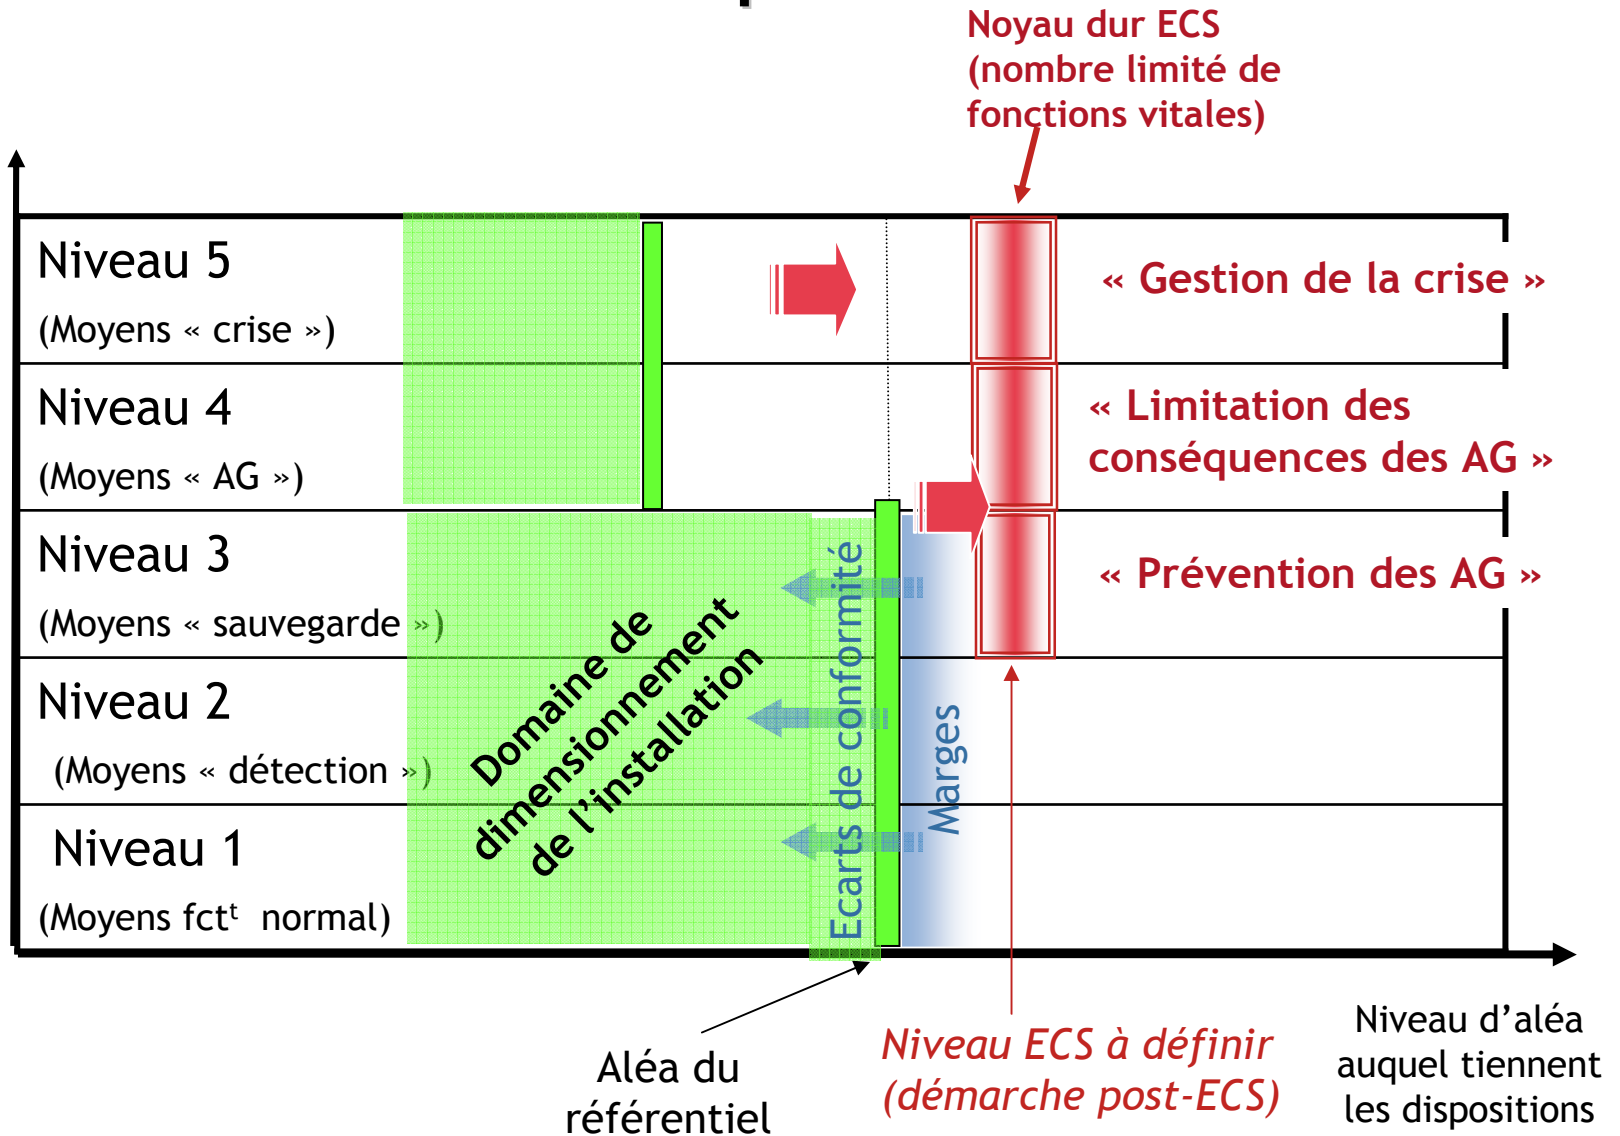 Noyau dur ECS
(nombre limité de
fonctions vitales)
Niveau 5
(Moyens « crise »)
« Gestion de la crise »
Niveau 4
(Moyens « AG »)
« Limitation des
conséquences des AG »
Niveau 3
(Moyens « sauvegarde »)
« Prévention des AG »
Niveau 2
(Moyens « détection »)
Niveau 1
(Moyens fctᵗ normal)
Domaine de
dimensionnement
de l’installation
Ecarts de conformité
Marges
Aléa du
référentiel
Niveau ECS à définir
(démarche post-ECS)
Niveau d’aléa
auquel tiennent
les dispositions